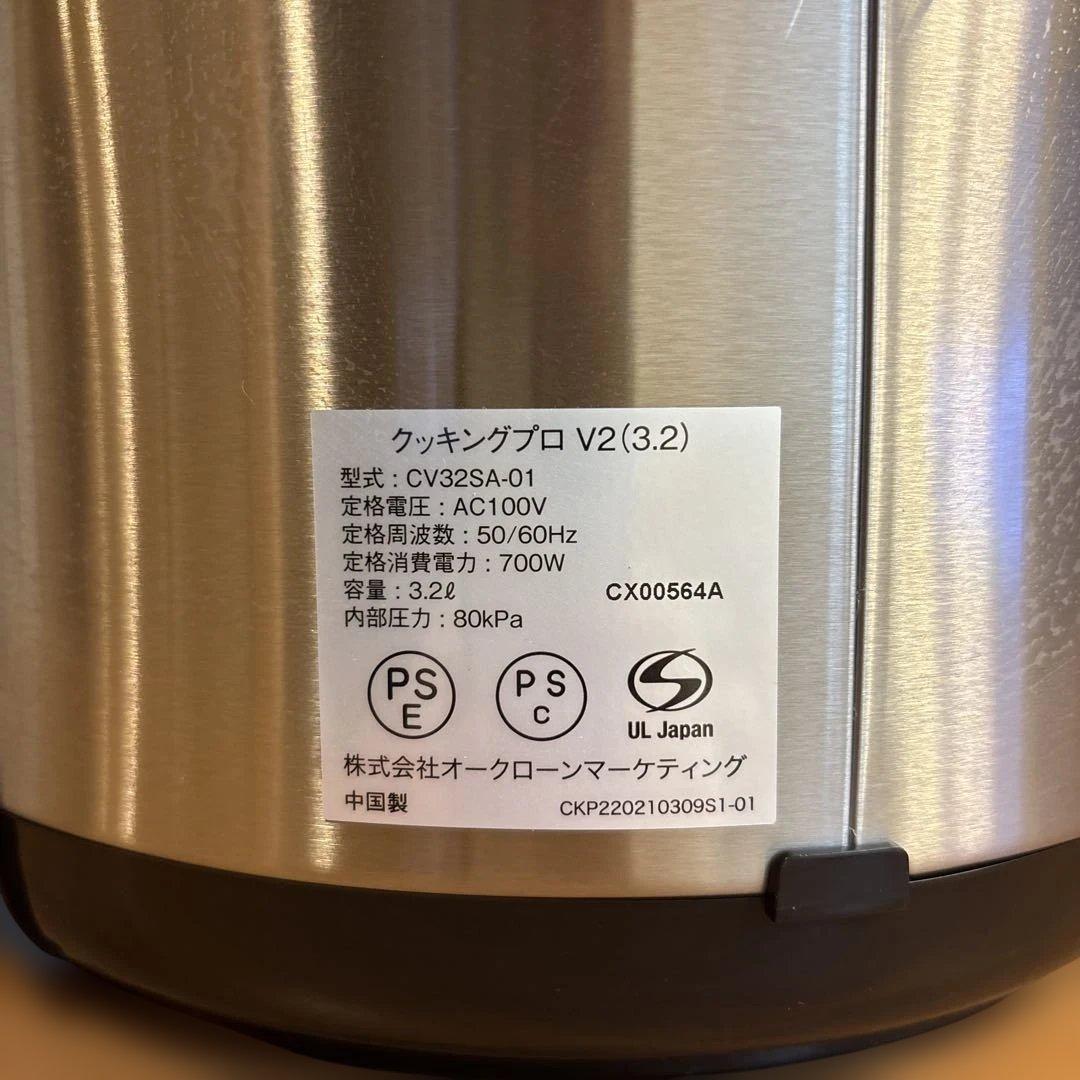 クッキングプロ V2(3.2)
型式：CV32SA-01
定格電圧：AC100V
定格周波数：50/60Hz
定格消費電力：700W
容量：3.2ℓ CX00564A
内部圧力：80kPa
PS E PS C S
UL Japan
株式会社オークローンマーケティング
中国製 CKP220210309S1-01